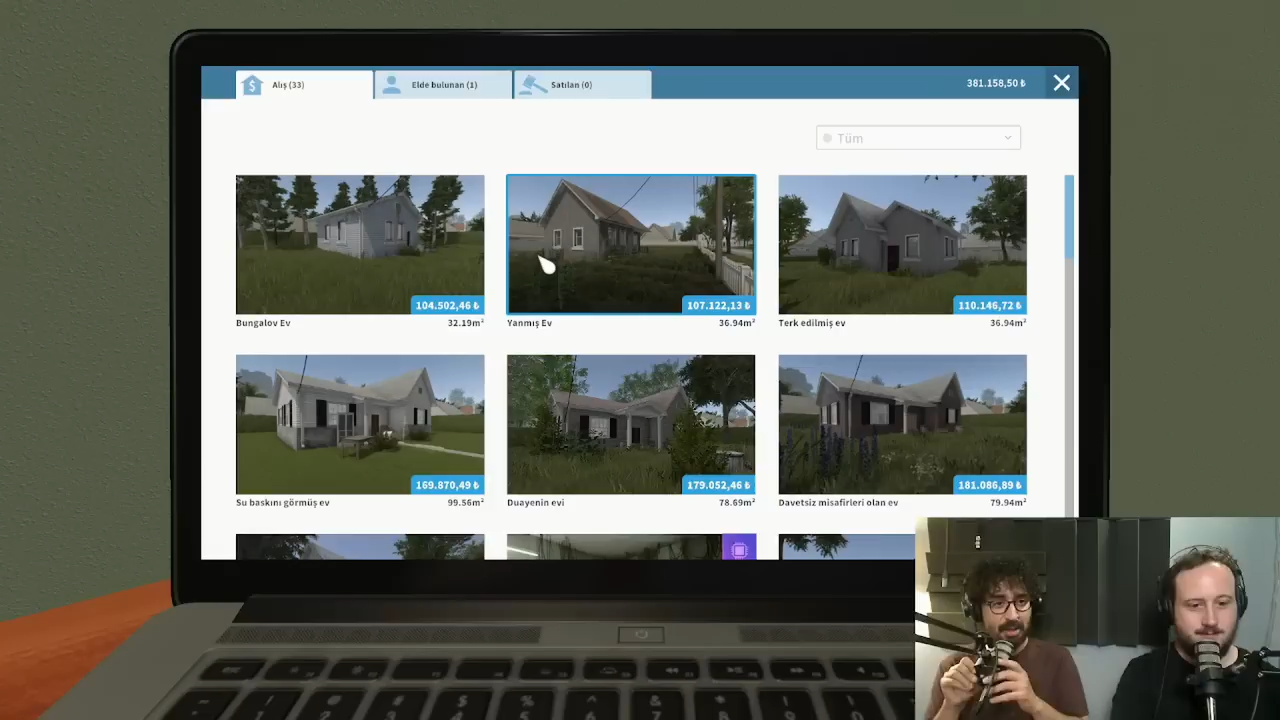 Alış (33)
Elde bulunan (1)
Satılan (0)
381.158,50 ₺
Tüm
104.502,46 ₺
107.122,13 ₺
110.146,72 ₺
Bungalov Ev
32.19m²
Yanmış Ev
36.94m²
Terk edilmiş ev
36.94m²
169.870,49 ₺
179.052,46 ₺
181.086,89 ₺
Su baskını görmüş ev
99.56m²
Duayenin evi
78.69m²
Davetsiz misafirleri olan ev
79.94m²